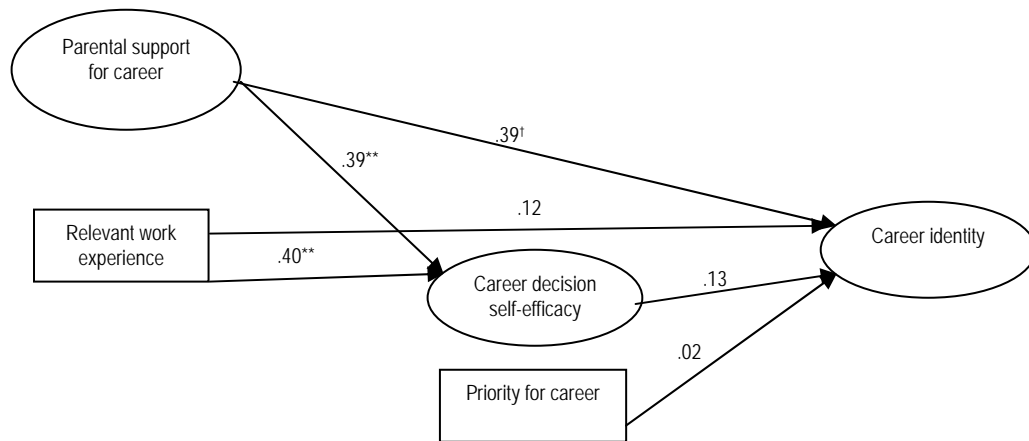 Parental support
for career
.39†
.39**
.12
Relevant work
experience
.40**
Career identity
Career decision
self-efficacy
.13
.02
Priority for career